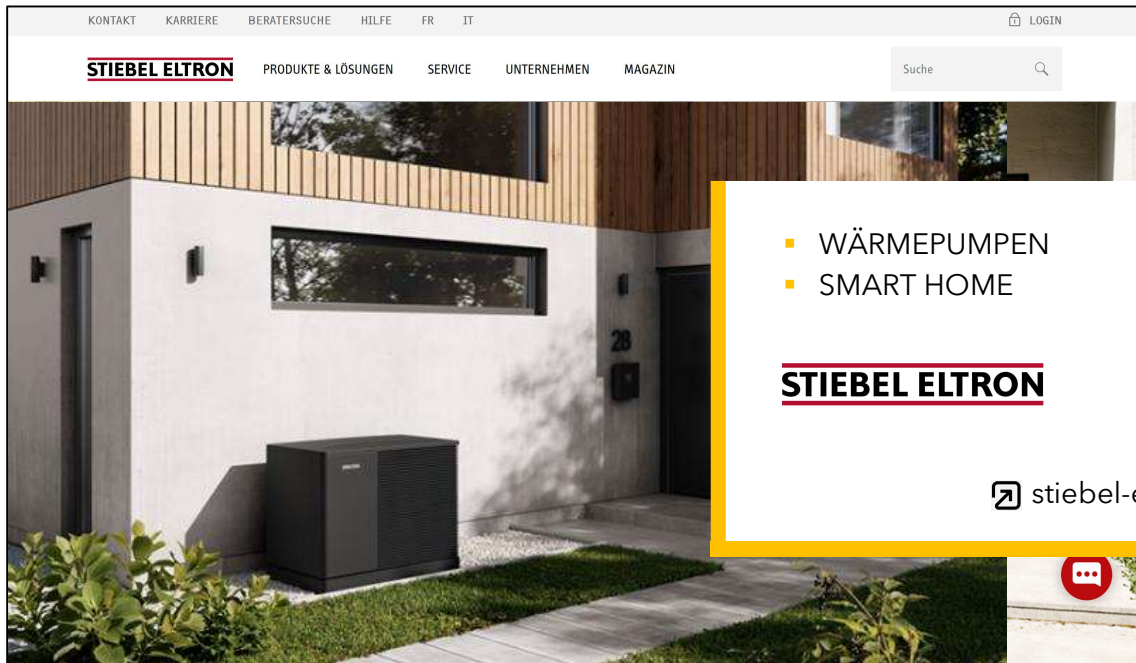 KONTAKT KARRIERE BERATERSUCHE HILFE FR IT LOGIN
STIEBEL ELTRON PRODUKTE & LÖSUNGEN SERVICE UNTERNEHMEN MAGAZIN Suche
WÄRMEPUMPEN
SMART HOME
28
STIEBEL ELTRON
stiebel-e